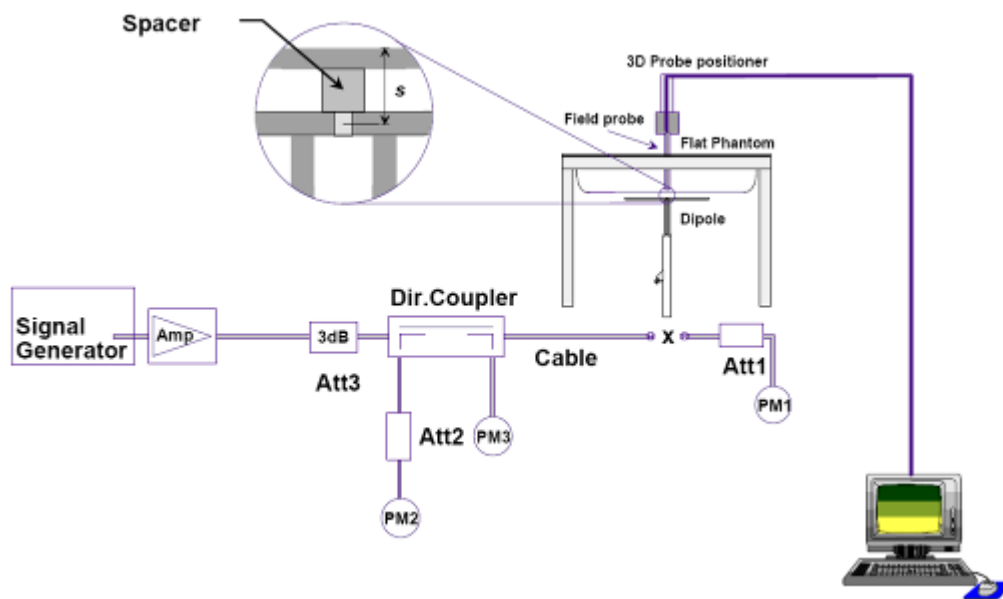 Spacer
s
3D Probe positioner
Field probe
Flat Phantom
Dipole
Dir.Coupler
Signal
Generator
Amp
3dB
Att3
Cable
x
Att1
PM1
Att2
PM3
PM2